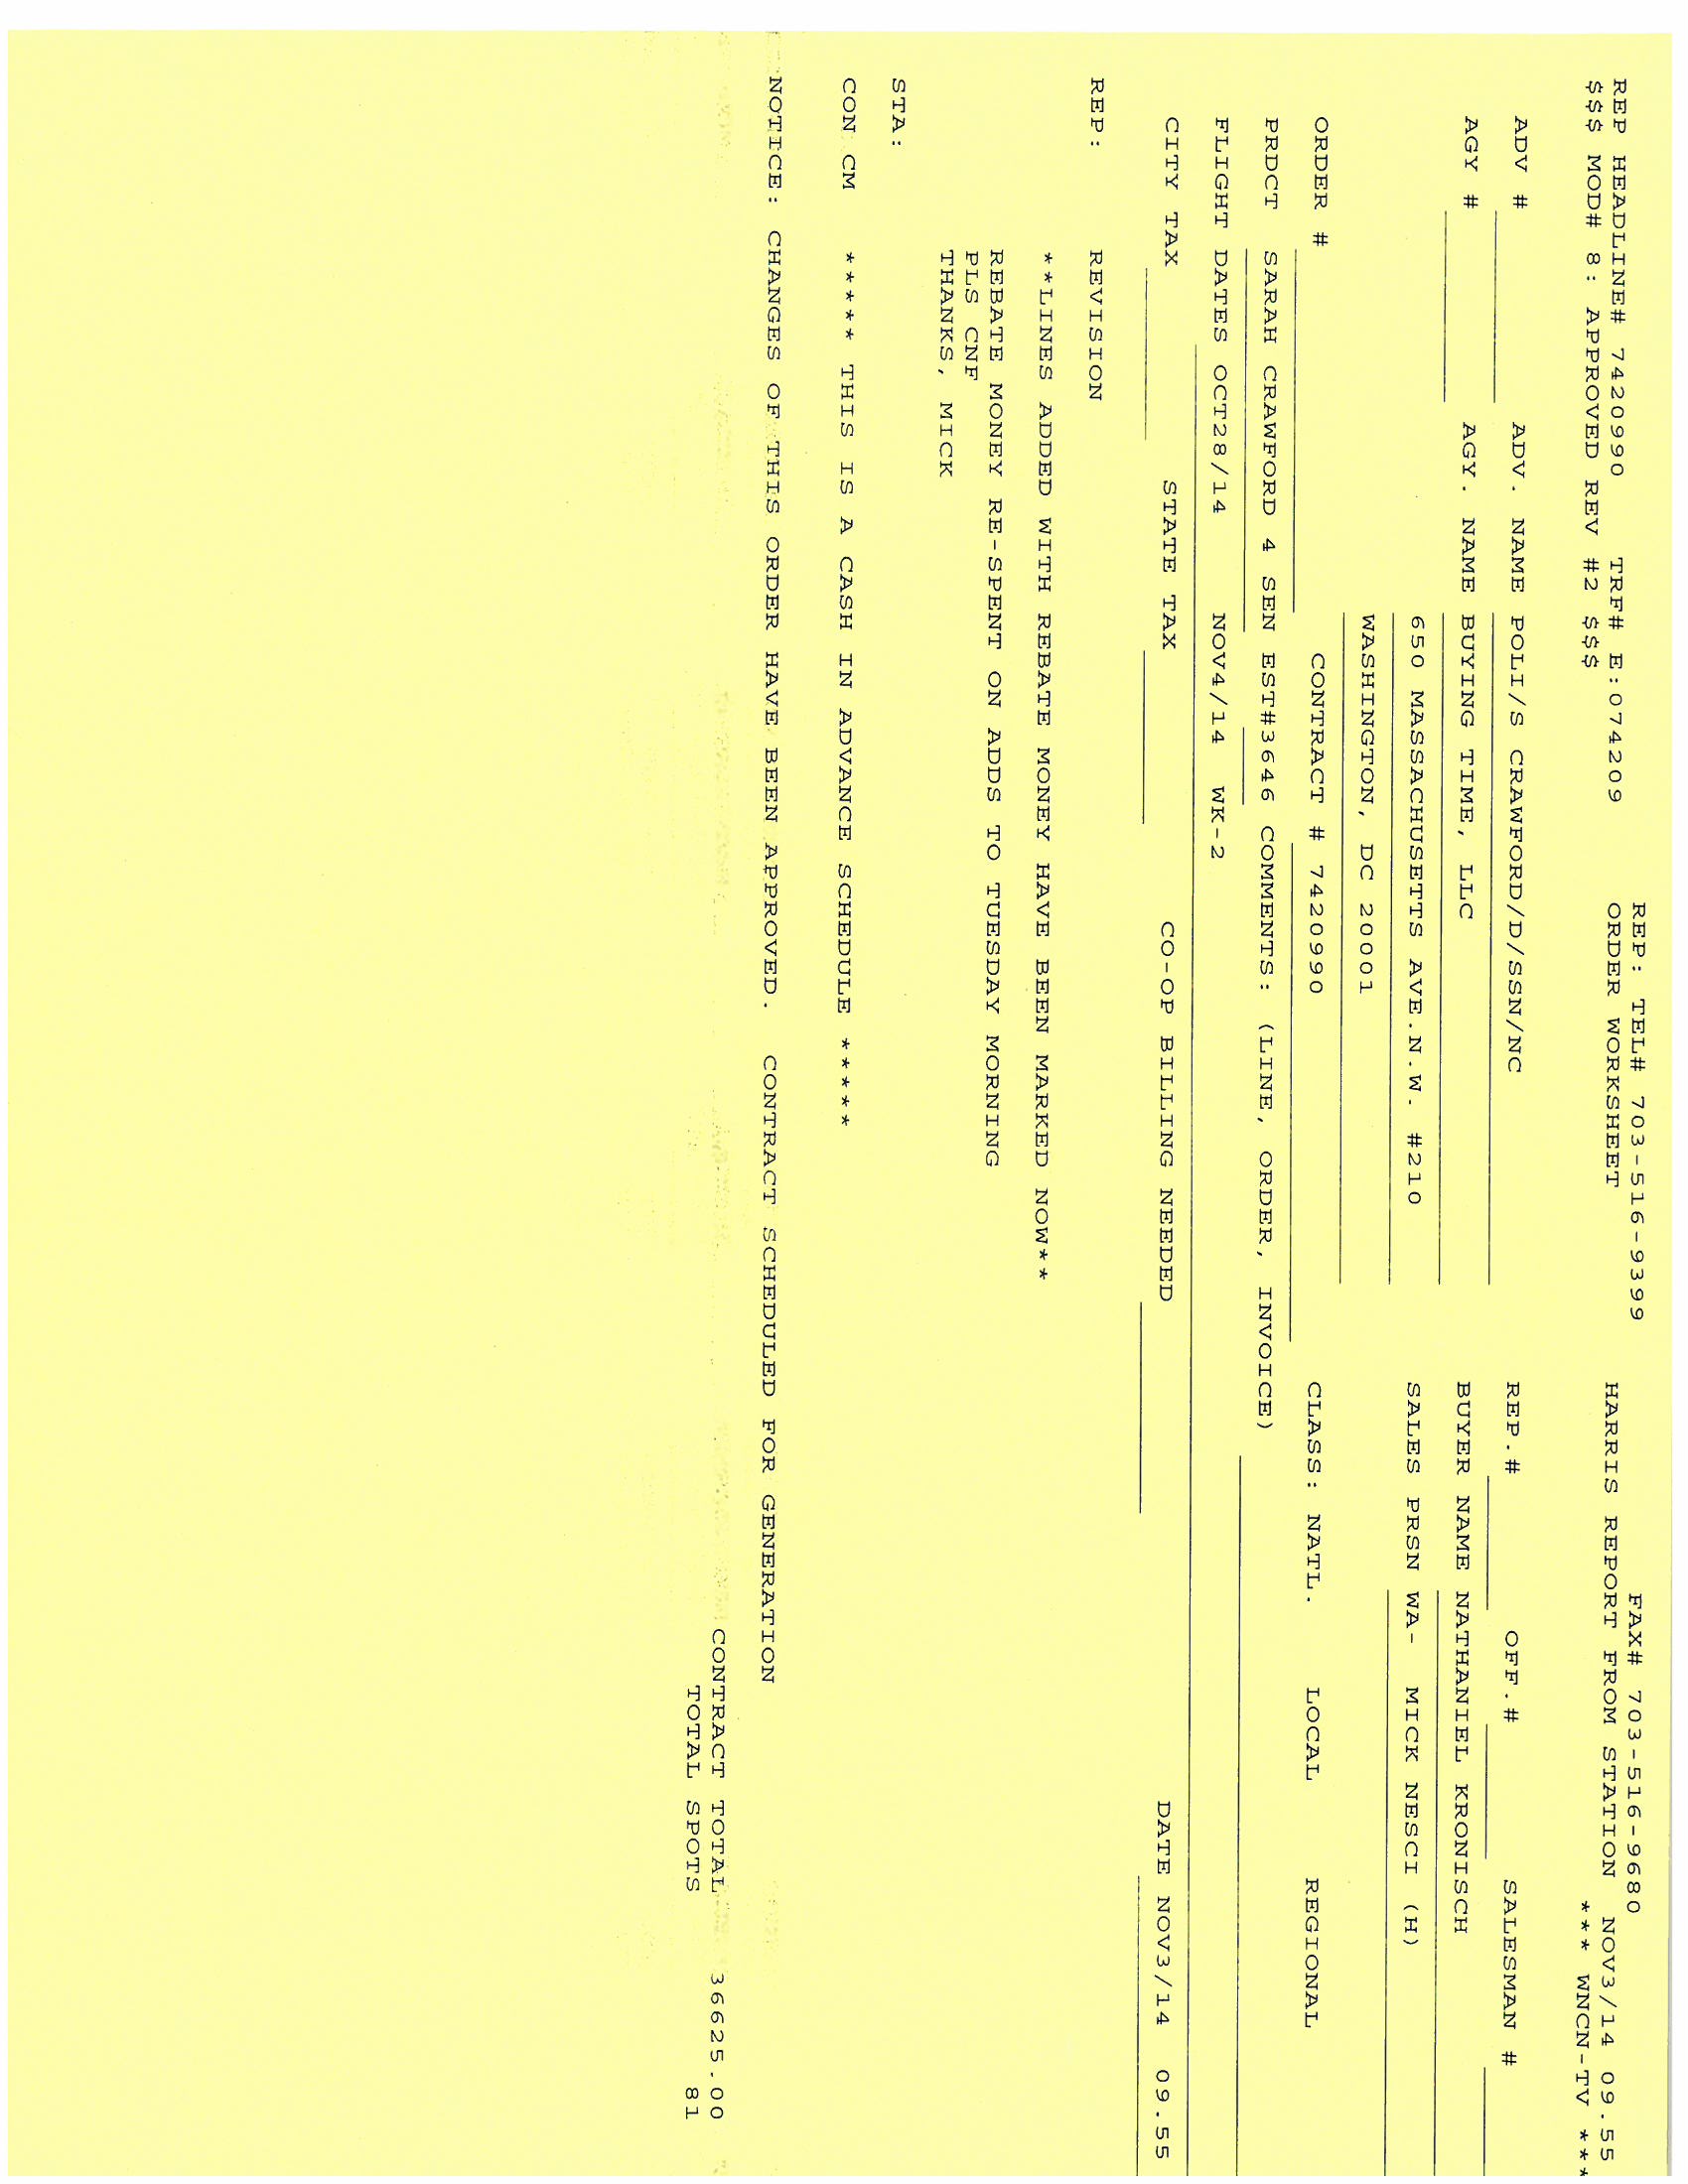 REP: TEL# 703-516-9399 FAX# 703-516-9680
REP HEADLINE# 7420990 TRF# E:074209 ORDER WORKSHEET HARRIS REPORT FROM STATION NOV3/14 09.55
$$$ MOD# 8: APPROVED REV #2 $$$ *** WNCN-TV ***
ADV # ADV. NAME POLI/S CRAWFORD/D/SSN/NC REP.# OFF.# SALESMAN #
AGY # AGY. NAME BUYING TIME, LLC BUYER NAME NATHANIEL KRONISCH
650 MASSACHUSETTS AVE.N.W. #210 SALES PRSN WA- MICK NESCI (H)
WASHINGTON, DC 20001
ORDER # CONTRACT # 7420990 CLASS: NATL. LOCAL REGIONAL
PRDCT SARAH CRAWFORD 4 SEN EST#3646 COMMENTS: (LINE, ORDER, INVOICE)
FLIGHT DATES OCT28/14 NOV4/14 WK-2
CITY TAX STATE TAX CO-OP BILLING NEEDED DATE NOV3/14 09.55
REP: REVISION
**LINES ADDED WITH REBATE MONEY HAVE BEEN MARKED NOW**
REBATE MONEY RE-SPENT ON ADDS TO TUESDAY MORNING
PLS CNF
THANKS, MICK
STA:
CON CM ***** THIS IS A CASH IN ADVANCE SCHEDULE *****
NOTICE: CHANGES OF THIS ORDER HAVE BEEN APPROVED. CONTRACT SCHEDULED FOR GENERATION
CONTRACT TOTAL 36625.00
TOTAL SPOTS 81